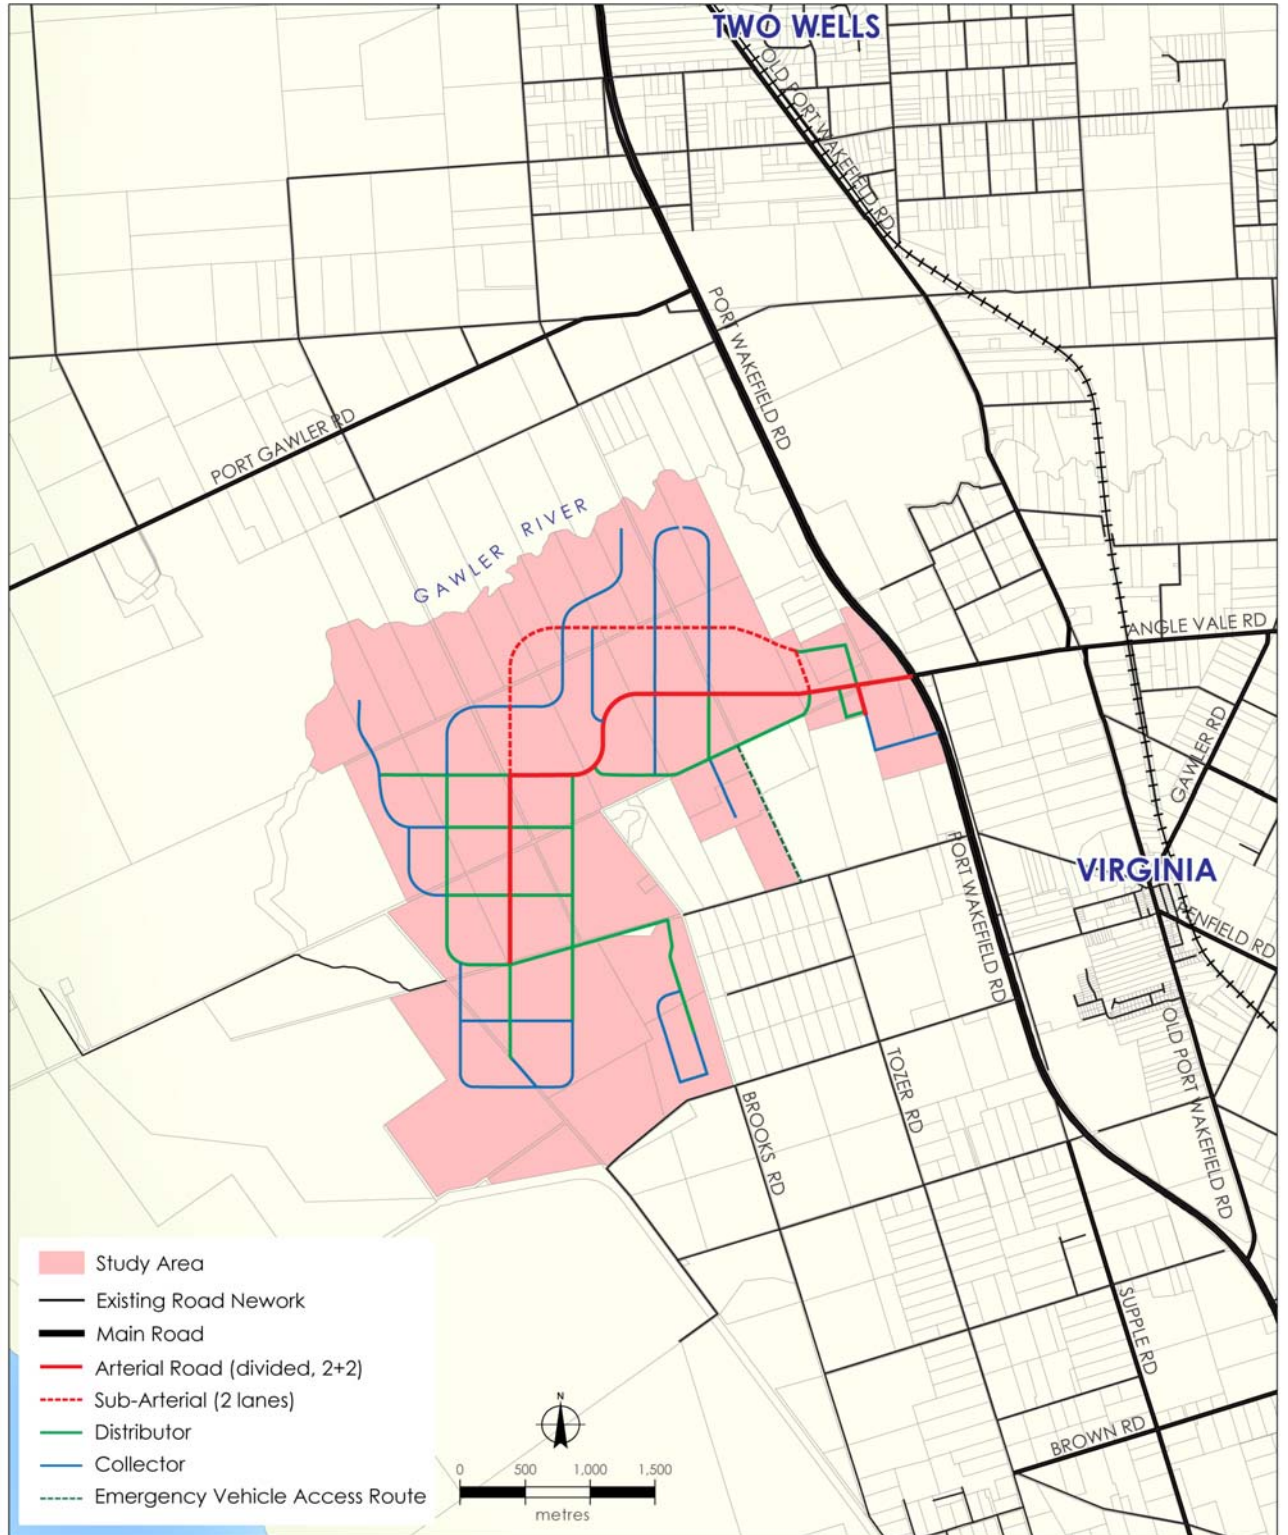 TWO WELLS
OLD PORT WAKEFIELD RD
PORT WAKEFIELD RD
PORT GAWLER RD
GAWLER RIVER
ANGLE VALE RD
GAWLER RD
PORT WAKEFIELD RD
VIRGINIA
PENFIELD RD
OLD PORT WAKEFIELD RD
TOZER RD
BROOKS RD
SUPPLE RD
BROWN RD
Study Area
Existing Road Nework
Main Road
Arterial Road (divided, 2+2)
Sub-Arterial (2 lanes)
Distributor
Collector
Emergency Vehicle Access Route
N
0 500 1,000 1,500
metres